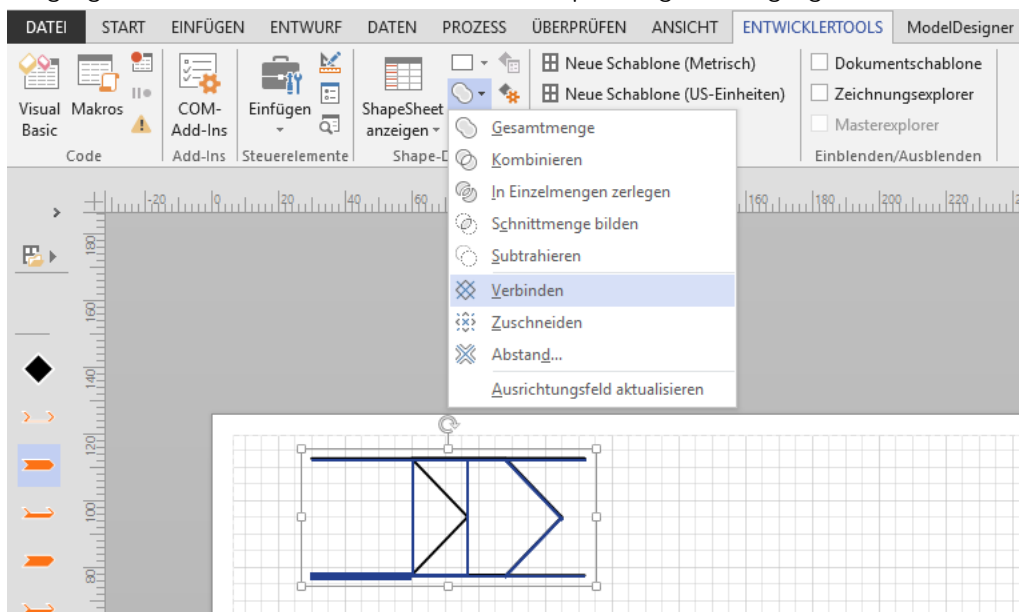 DATEI START EINFÜGEN ENTWURF DATEN PROZESS ÜBERPRÜFEN ANSICHT ENTWICKLERTOOLS ModelDesigner
Neue Schablone (Metrisch) Dokumentschablone
Visual Basic Makros COM-Add-Ins Einfügen ShapeSheet anzeigen Neue Schablone (US-Einheiten) Zeichnungsexplorer
Masterexplorer
Code Add-Ins Steuerelemente Shape-D Einblenden/Ausblenden
Gesamtmenge
Kombinieren
In Einzelmengen zerlegen
Schnittmenge bilden
Subtrahieren
Verbinden
Zuschneiden
Abstand...
Ausrichtungsfeld aktualisieren
-20 0 20 40 60 160 180 200 220
180
160
140
120
100
80